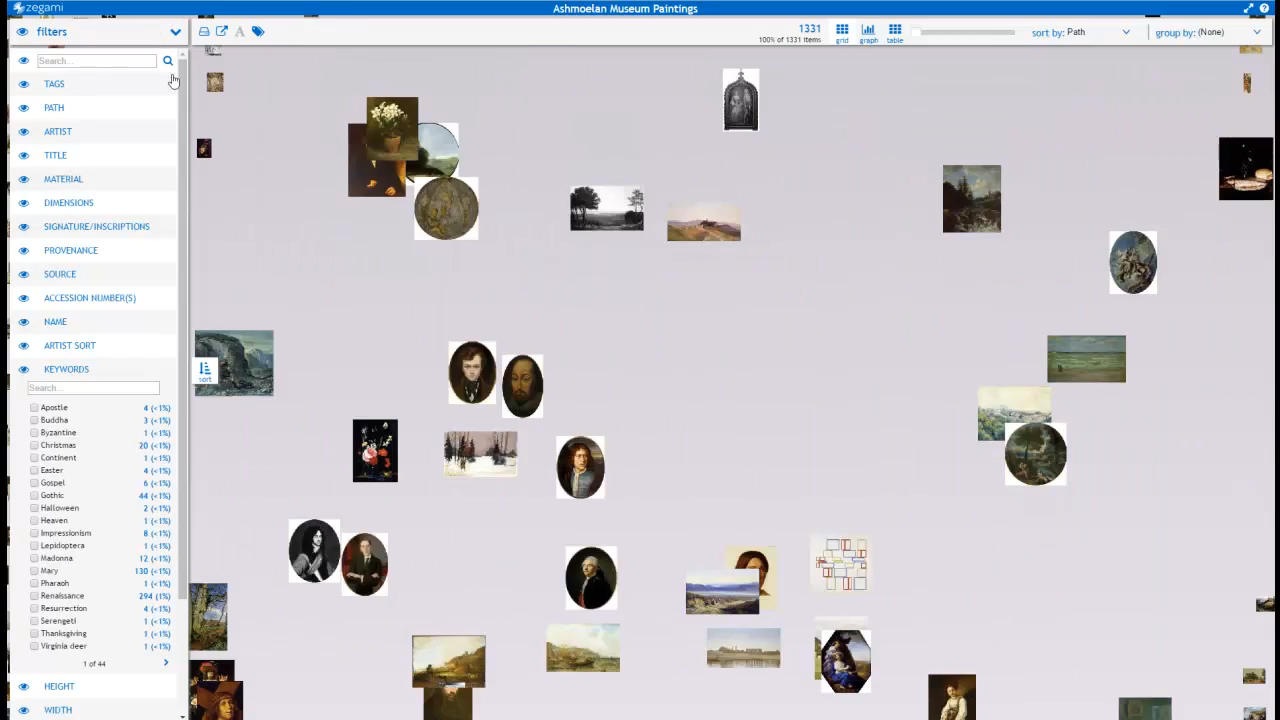 zegami
Ashmoelan Museum Paintings
filters
1331
100% of 1331 items
grid
graph
table
sort by: Path
group by: (None)
Search...
TAGS
PATH
ARTIST
TITLE
MATERIAL
DIMENSIONS
SIGNATURE/INSCRIPTIONS
PROVENANCE
SOURCE
ACCESSION NUMBER(S)
NAME
ARTIST SORT
KEYWORDS
sort
Search...
Apostle 4 (<1%)
Buddha 3 (<1%)
Byzantine 1 (<1%)
Christmas 20 (<1%)
Continent 1 (<1%)
Easter 4 (<1%)
Gospel 6 (<1%)
Gothic 44 (<1%)
Halloween 2 (<1%)
Heaven 1 (<1%)
Impressionism 8 (<1%)
Lepidoptera 1 (<1%)
Madonna 12 (<1%)
Mary 130 (<1%)
Pharaoh 1 (<1%)
Renaissance 294 (1%)
Resurrection 4 (<1%)
Serengeti 1 (<1%)
Thanksgiving 1 (<1%)
Virginia deer 1 (<1%)
1 of 44
HEIGHT
WIDTH